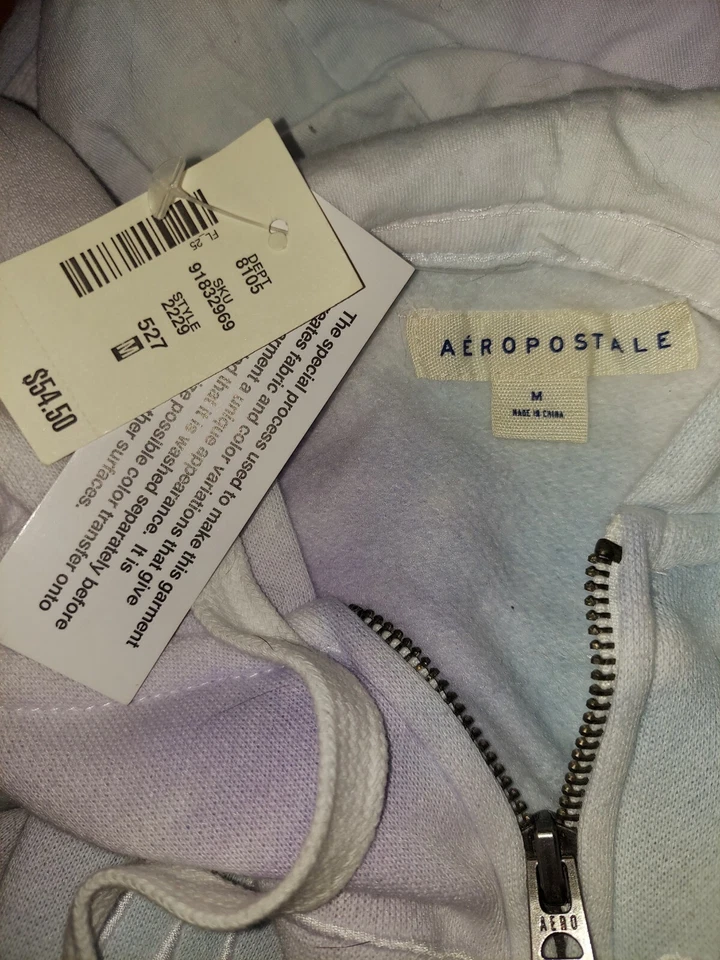 FL 25
DEPT
8105
SKU
91832969
STYLE
2229
527
M
$54.50
The special process used to make this garment
creates fabric and color variations that give
garment a unique appearance. It is
that it is washed separately before
possible color transfer onto
other surfaces.
AÉROPOSTALE
M
MADE IN CHINA
AERO